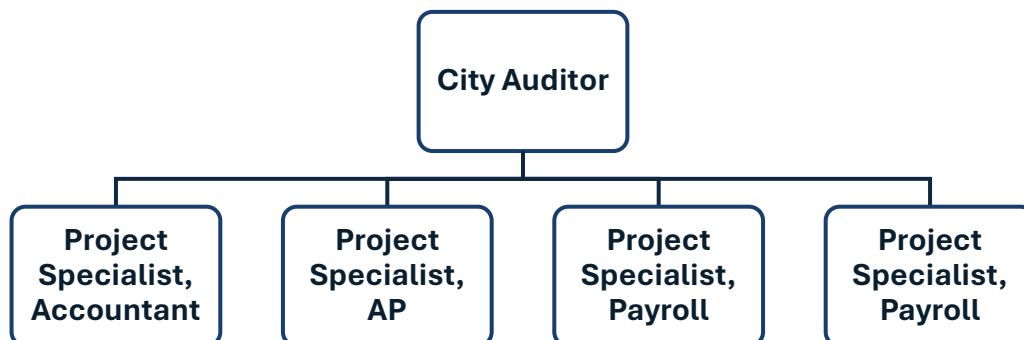 City Auditor
Project
Specialist,
Accountant
Project
Specialist,
AP
Project
Specialist,
Payroll
Project
Specialist,
Payroll